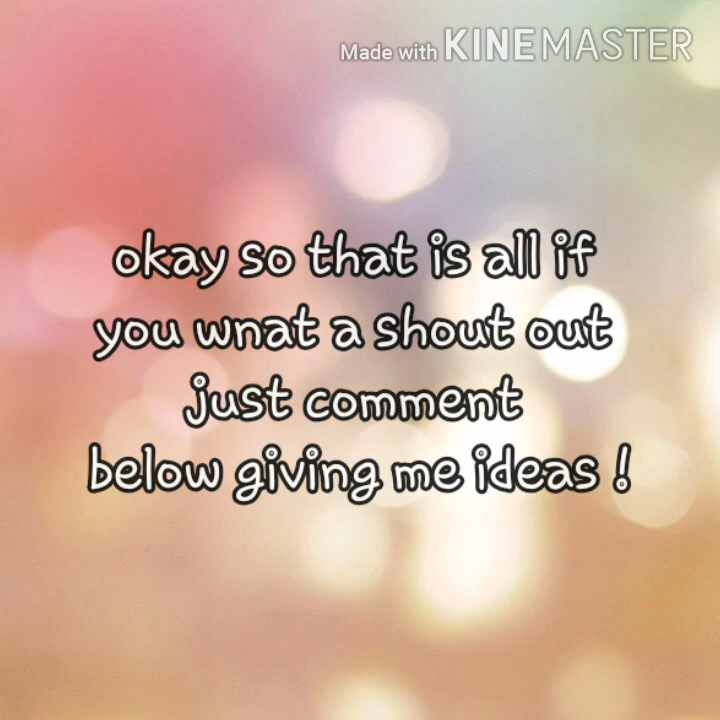 Made with KINEMASTER
okay so that is all if
you wnat a shout out
just comment
below giving me ideas !